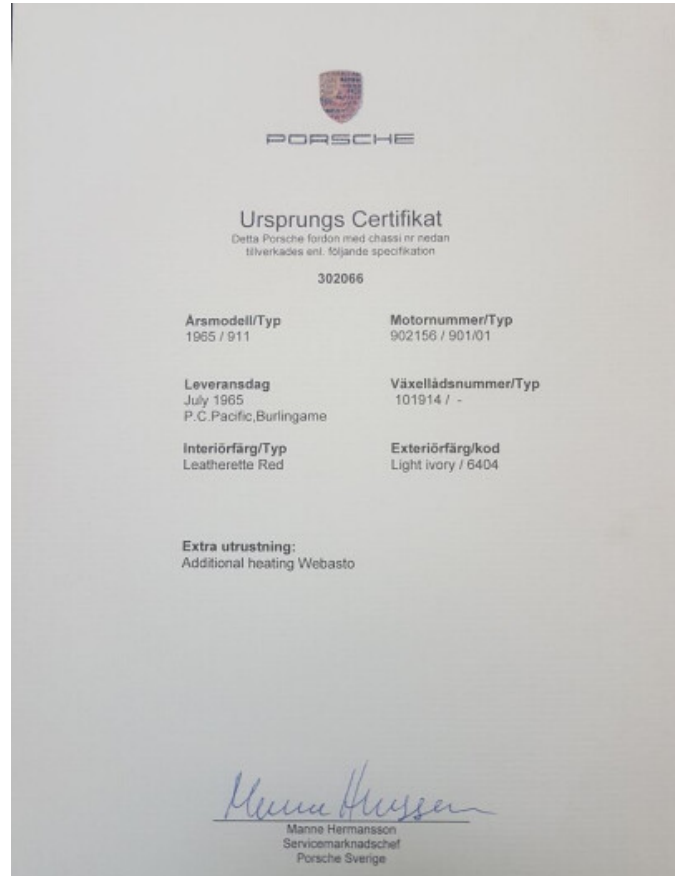 PORSCHE
Ursprungs Certifikat
Detta Porsche fordon med chassi nr nedan
tillverkades enl. följande specifikation
302066
Årsmodell/Typ
1965 / 911
Motornummer/Typ
902156 / 901/01
Leveransdag
July 1965
P.C.Pacific,Burlingame
Växellådsnummer/Typ
101914 / -
Interiörfärg/Typ
Leatherette Red
Exteriörfärg/kod
Light ivory / 6404
Extra utrustning:
Additional heating Webasto
Manne Hermansson
Servicemarknadschef
Porsche Sverige